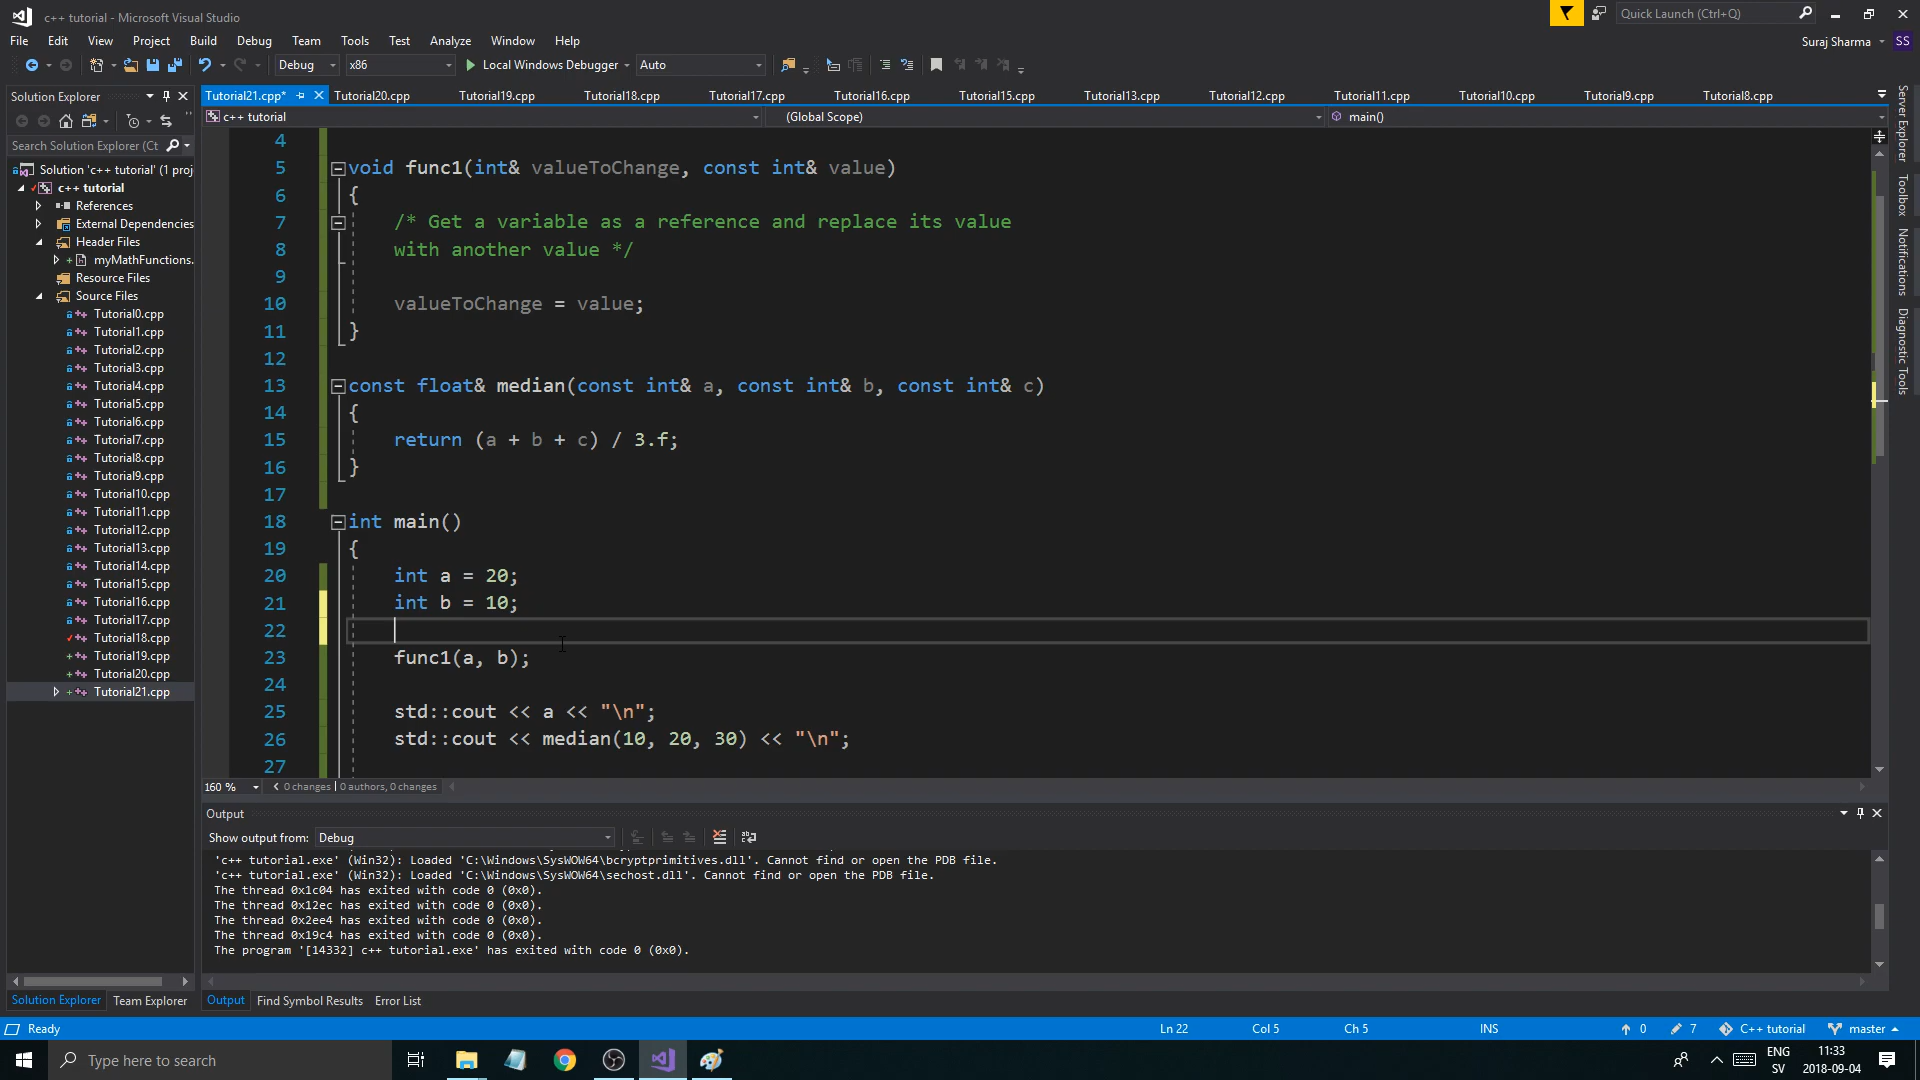 c++ tutorial - Microsoft Visual Studio
Quick Launch (Ctrl+Q)
File Edit View Project Build Debug Team Tools Test Analyze Window Help
Suraj Sharma SS
Debug x86 Local Windows Debugger Auto
Solution Explorer
Search Solution Explorer (Ct
Solution 'c++ tutorial' (1 proj
c++ tutorial
References
External Dependencies
Header Files
myMathFunctions.
Resource Files
Source Files
Tutorial0.cpp
Tutorial1.cpp
Tutorial2.cpp
Tutorial3.cpp
Tutorial4.cpp
Tutorial5.cpp
Tutorial6.cpp
Tutorial7.cpp
Tutorial8.cpp
Tutorial9.cpp
Tutorial10.cpp
Tutorial11.cpp
Tutorial12.cpp
Tutorial13.cpp
Tutorial14.cpp
Tutorial15.cpp
Tutorial16.cpp
Tutorial17.cpp
Tutorial18.cpp
Tutorial19.cpp
Tutorial20.cpp
Tutorial21.cpp
Solution Explorer Team Explorer
Tutorial21.cpp* Tutorial20.cpp Tutorial19.cpp Tutorial18.cpp Tutorial17.cpp Tutorial16.cpp Tutorial15.cpp Tutorial13.cpp Tutorial12.cpp Tutorial11.cpp Tutorial10.cpp Tutorial9.cpp Tutorial8.cpp
c++ tutorial (Global Scope) main()
4
5 void func1(int& valueToChange, const int& value)
6 {
7 /* Get a variable as a reference and replace its value
8 with another value */
9
10 valueToChange = value;
11 }
12
13 const float& median(const int& a, const int& b, const int& c)
14 {
15 return (a + b + c) / 3.f;
16 }
17
18 int main()
19 {
20 int a = 20;
21 int b = 10;
22
23 func1(a, b);
24
25 std::cout << a << "\n";
26 std::cout << median(10, 20, 30) << "\n";
27
160 % 0 changes | 0 authors, 0 changes
Output
Show output from: Debug
'c++ tutorial.exe' (Win32): Loaded 'C:\Windows\SysWOW64\bcryptprimitives.dll'. Cannot find or open the PDB file.
'c++ tutorial.exe' (Win32): Loaded 'C:\Windows\SysWOW64\sechost.dll'. Cannot find or open the PDB file.
The thread 0x1c04 has exited with code 0 (0x0).
The thread 0x12ec has exited with code 0 (0x0).
The thread 0x2ee4 has exited with code 0 (0x0).
The thread 0x19c4 has exited with code 0 (0x0).
The program '[14332] c++ tutorial.exe' has exited with code 0 (0x0).
Output Find Symbol Results Error List
Server Explorer
Toolbox
Notifications
Diagnostic Tools
Ready Ln 22 Col 5 Ch 5 INS 0 7 C++ tutorial master
Type here to search
ENG
SV
11:33
2018-09-04